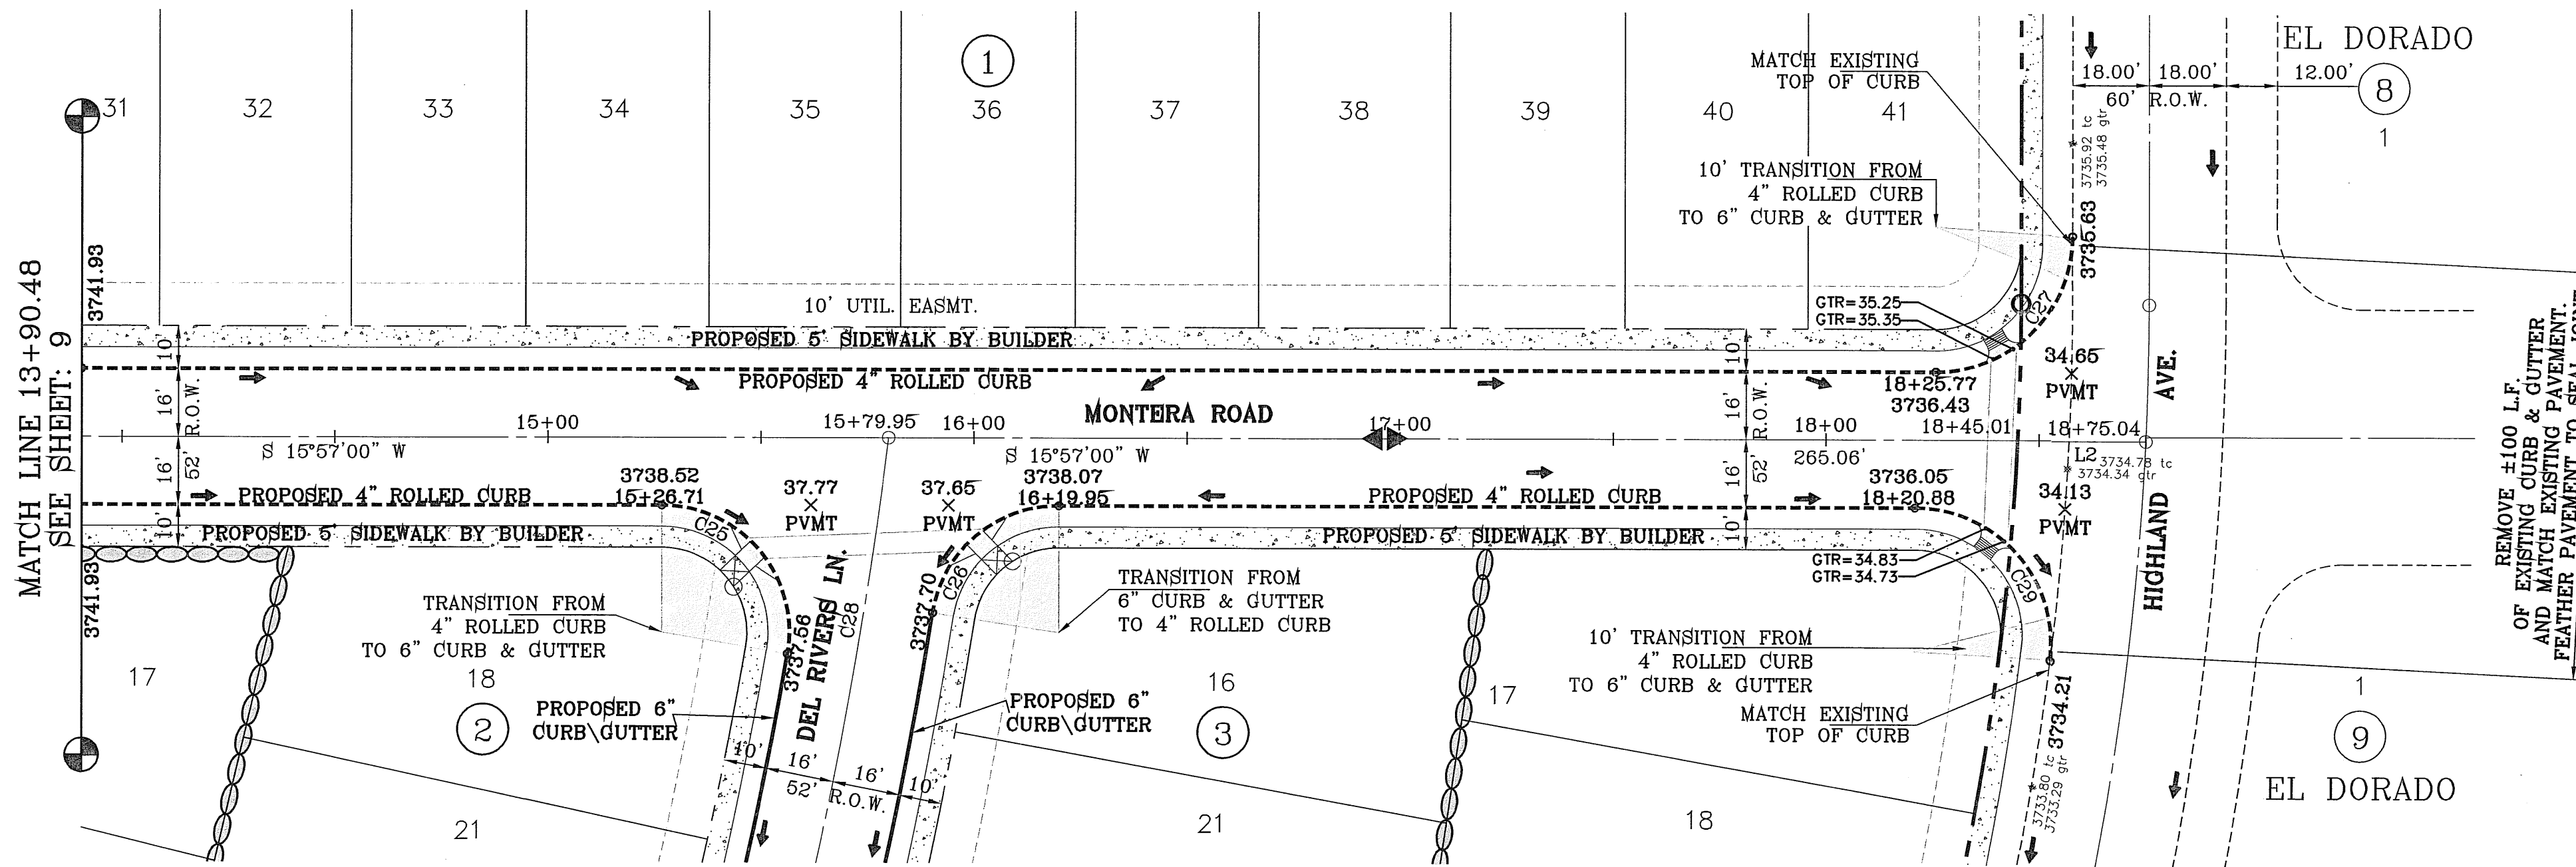 MATCH LINE 13+90.48
SEE SHEET: 9
31
32
33
34
35
36
37
38
39
40
41
1
3741.93
3741.93
10' UTIL. EASMT.
PROPOSED 5' SIDEWALK BY BUILDER
PROPOSED 4" ROLLED CURB
10'
16'
R.O.W.
16'
52'
10'
15+00
15+79.95
16+00
MONTERA ROAD
17+00
18+00
18+45.01
18+75.04
S 15°57'00" W
S 15°57'00" W
265.06'
10'
16'
R.O.W.
16'
52'
10'
PROPOSED 4" ROLLED CURB
3738.52
15+26.71
PROPOSED 5' SIDEWALK BY BUILDER
C25
37.77
PVMT
37.65
PVMT
3738.07
16+19.95
PROPOSED 4" ROLLED CURB
PROPOSED 5' SIDEWALK BY BUILDER
3736.05
18+20.88
C26
C28
DEL RIVERS LN.
3737.56
3737.70
TRANSITION FROM
4" ROLLED CURB
TO 6" CURB & GUTTER
TRANSITION FROM
6" CURB & GUTTER
TO 4" ROLLED CURB
PROPOSED 6"
CURB\GUTTER
PROPOSED 6"
CURB\GUTTER
10'
16'
16'
10'
52'
R.O.W.
17
18
2
21
16
3
21
17
18
MATCH EXISTING
TOP OF CURB
10' TRANSITION FROM
4" ROLLED CURB
TO 6" CURB & GUTTER
GTR=35.25
GTR=35.35
C27
3735.63
3735.92 tc
3735.48 gtr
18+25.77
3736.43
34.65
PVMT
L2
3734.78 tc
3734.34 gtr
34.13
PVMT
GTR=34.83
GTR=34.73
C29
10' TRANSITION FROM
4" ROLLED CURB
TO 6" CURB & GUTTER
MATCH EXISTING
TOP OF CURB
3734.21
3733.80 tc
3733.29 gtr
HIGHLAND AVE.
18.00'
18.00'
12.00'
60' R.O.W.
EL DORADO
8
1
1
9
EL DORADO
REMOVE ±100 L.F.
OF EXISTING CURB & GUTTER
AND MATCH EXISTING PAVEMENT.
FEATHER PAVEMENT TO SEAL JOINT